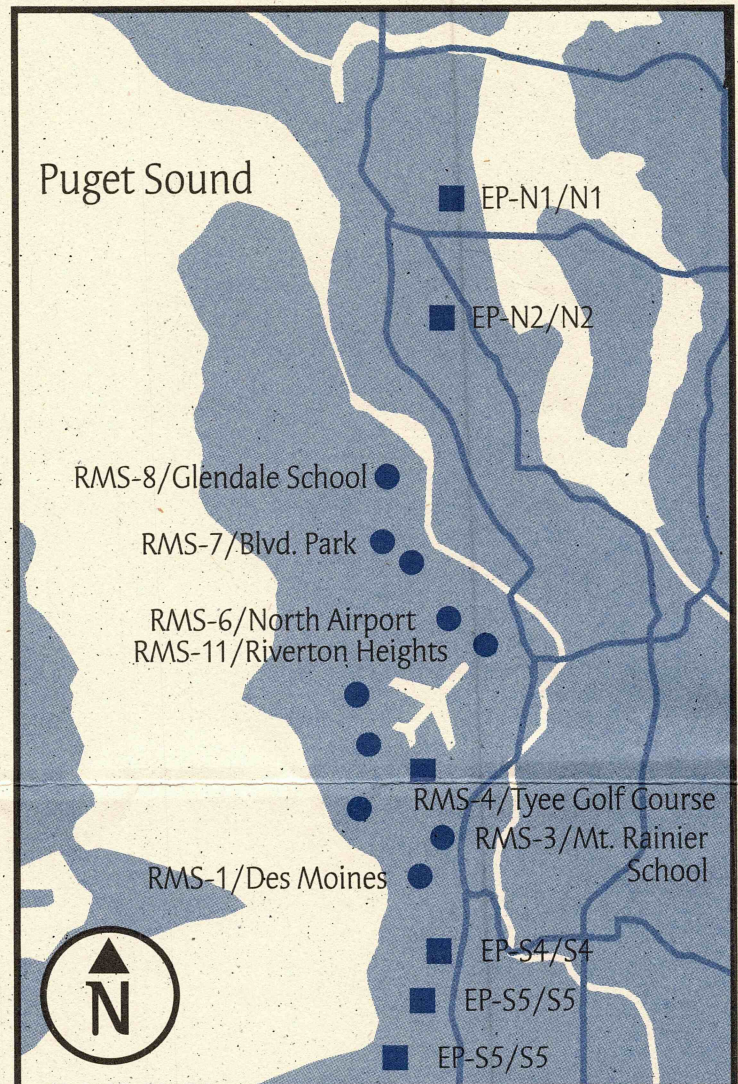 Puget Sound
EP-N1/N1
EP-N2/N2
RMS-8/Glendale School
RMS-7/Blvd. Park
RMS-6/North Airport
RMS-11/Riverton Heights
RMS-4/Tyee Golf Course
RMS-3/Mt. Rainier
School
RMS-1/Des Moines
EP-S4/S4
EP-S5/S5
EP-S5/S5
N